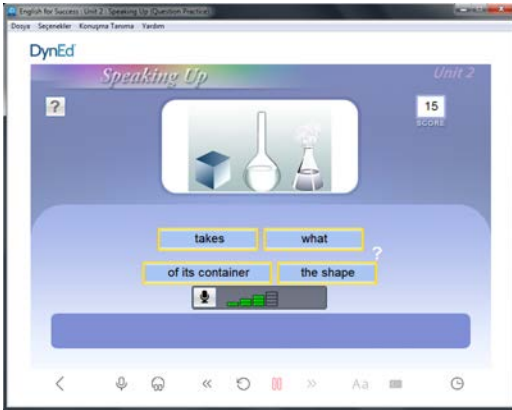 English for Success : Unit 2 : Speaking Up (Question Practice)
Dosya Seçenekler Konuşma Tanıma Yardım
DynEd
Speaking Up
Unit 2
?
15
SCORE
takes what
?
of its container the shape
Aa